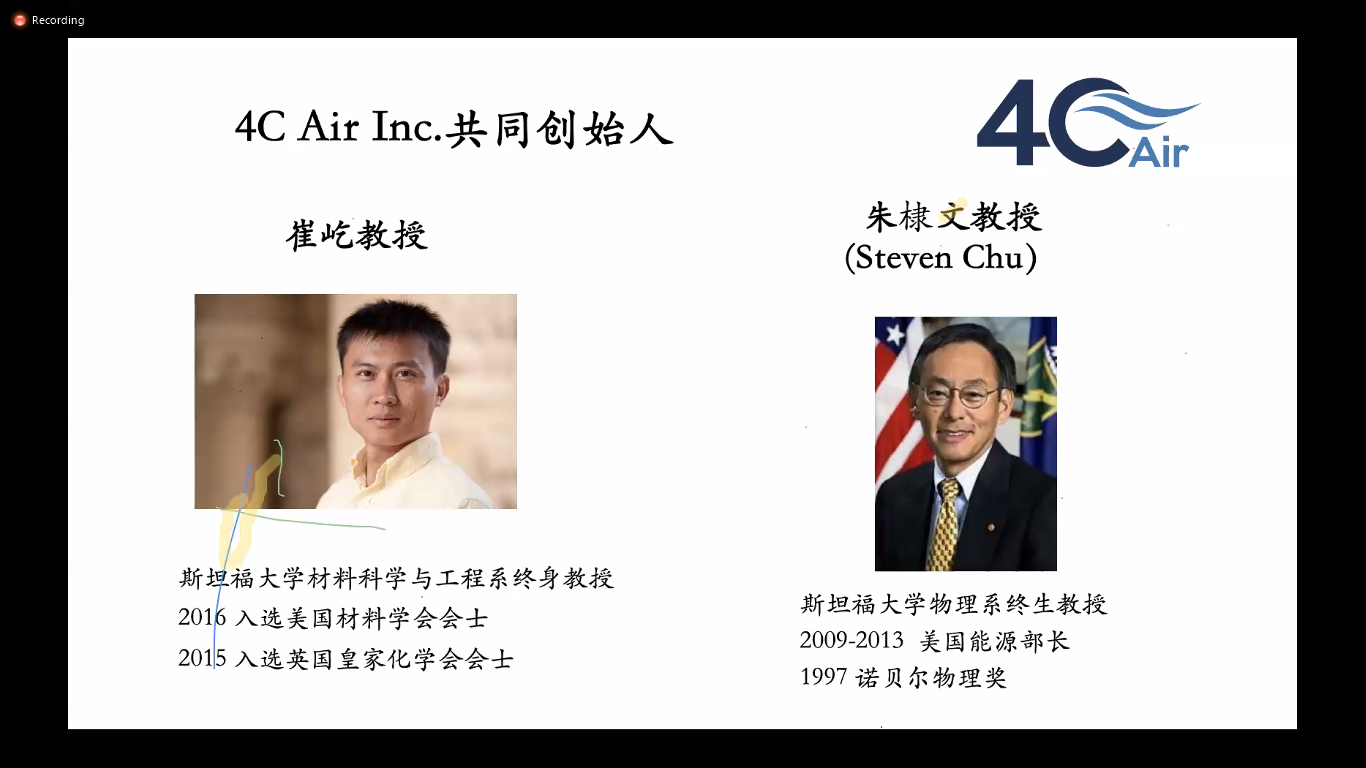 Recording
4C Air Inc.共同创始人
4C Air
崔屹教授
朱棣文教授
(Steven Chu)
斯坦福大学材料科学与工程系终身教授
2016 入选美国材料学会会士
2015 入选英国皇家化学会会士
斯坦福大学物理系终生教授
2009-2013 美国能源部长
1997 诺贝尔物理奖